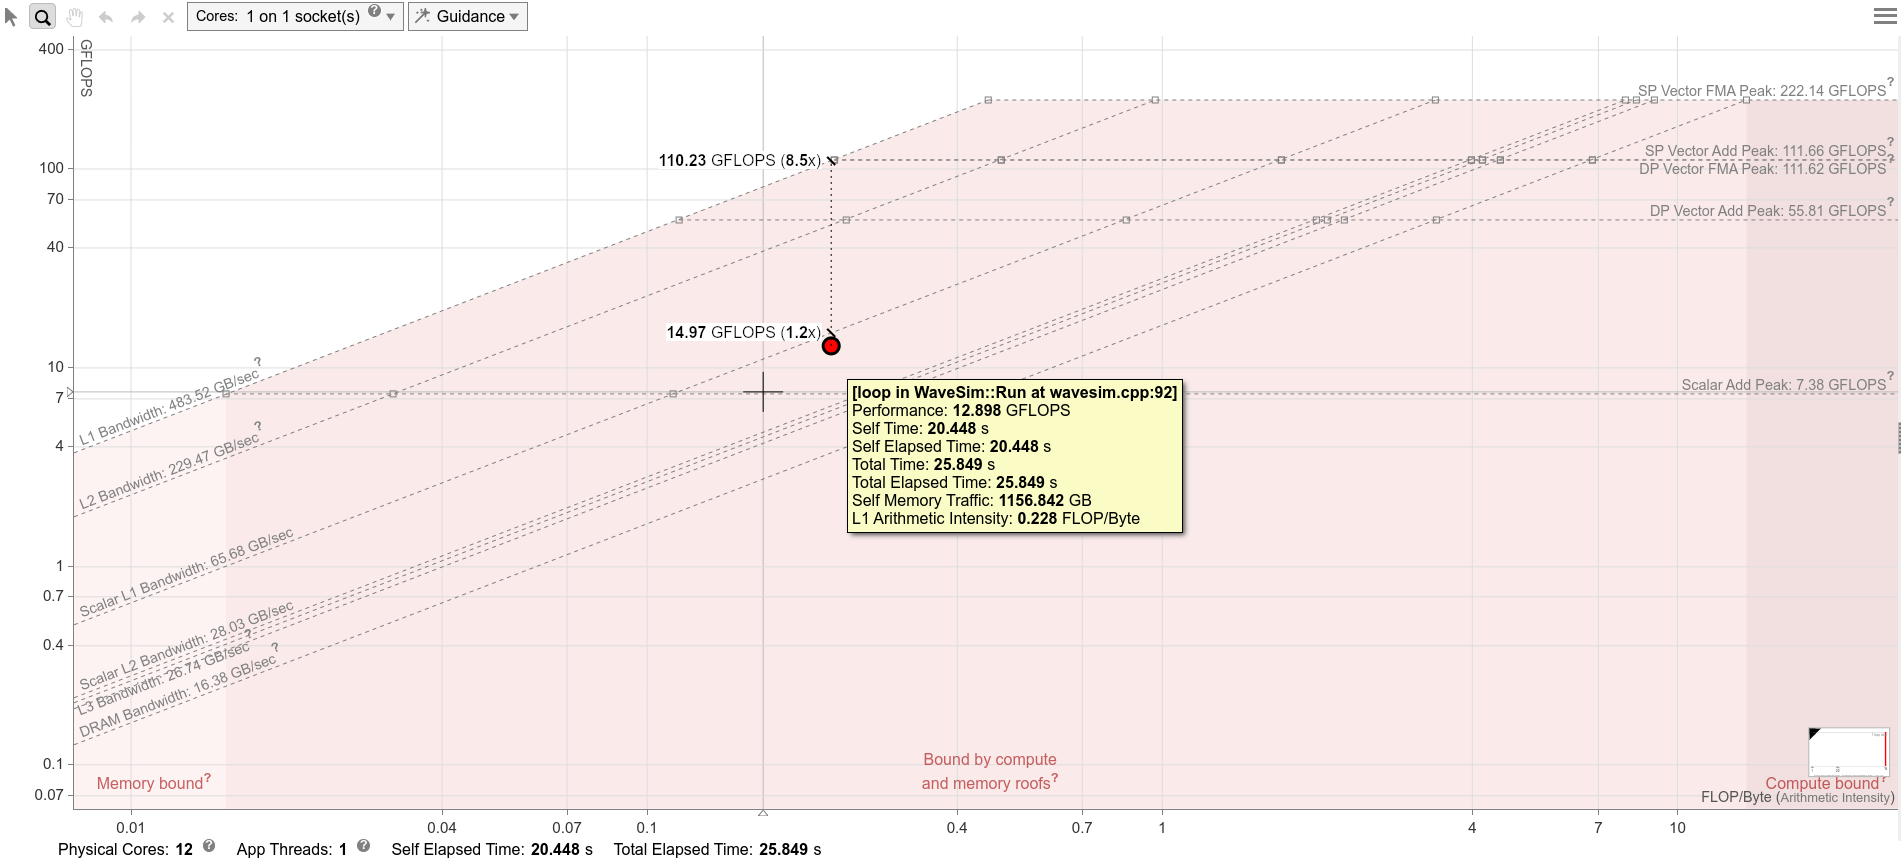 Cores: 1 on 1 socket(s) ?
Guidance
GFLOPS
400
100
70
40
10
7
4
1
0.7
0.4
0.1
0.07
SP Vector FMA Peak: 222.14 GFLOPS ?
SP Vector Add Peak: 111.66 GFLOPS ?
DP Vector FMA Peak: 111.62 GFLOPS ?
DP Vector Add Peak: 55.81 GFLOPS ?
Scalar Add Peak: 7.38 GFLOPS ?
110.23 GFLOPS (8.5x)
14.97 GFLOPS (1.2x)
L1 Bandwidth: 483.52 GB/sec ?
L2 Bandwidth: 229.47 GB/sec ?
Scalar L1 Bandwidth: 65.68 GB/sec
Scalar L2 Bandwidth: 28.03 GB/sec
L3 Bandwidth: 26.74 GB/sec ?
DRAM Bandwidth: 16.38 GB/sec ?
[loop in WaveSim::Run at wavesim.cpp:92]
Performance: 12.898 GFLOPS
Self Time: 20.448 s
Self Elapsed Time: 20.448 s
Total Time: 25.849 s
Total Elapsed Time: 25.849 s
Self Memory Traffic: 1156.842 GB
L1 Arithmetic Intensity: 0.228 FLOP/Byte
Memory bound ?
Bound by compute
and memory roofs ?
Compute bound ?
FLOP/Byte (Arithmetic Intensity)
0.01
0.04
0.07
0.1
0.4
0.7
1
4
7
10
Physical Cores: 12 ? App Threads: 1 ? Self Elapsed Time: 20.448 s Total Elapsed Time: 25.849 s